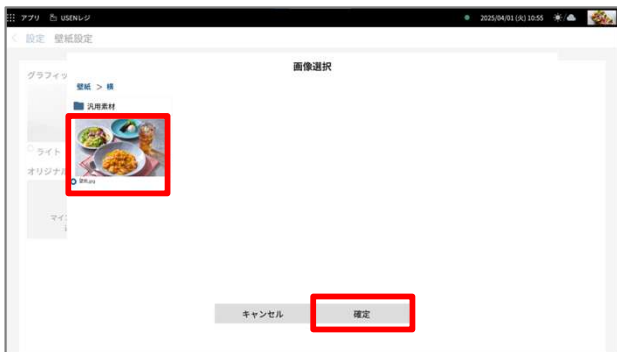 アプリ USENレジ 2025/04/01(火)10:55
設定 壁紙設定
画像選択
グラフィッ
壁紙 > 横
汎用素材
ライト
オリジナル
マイ
キャンセル 確定